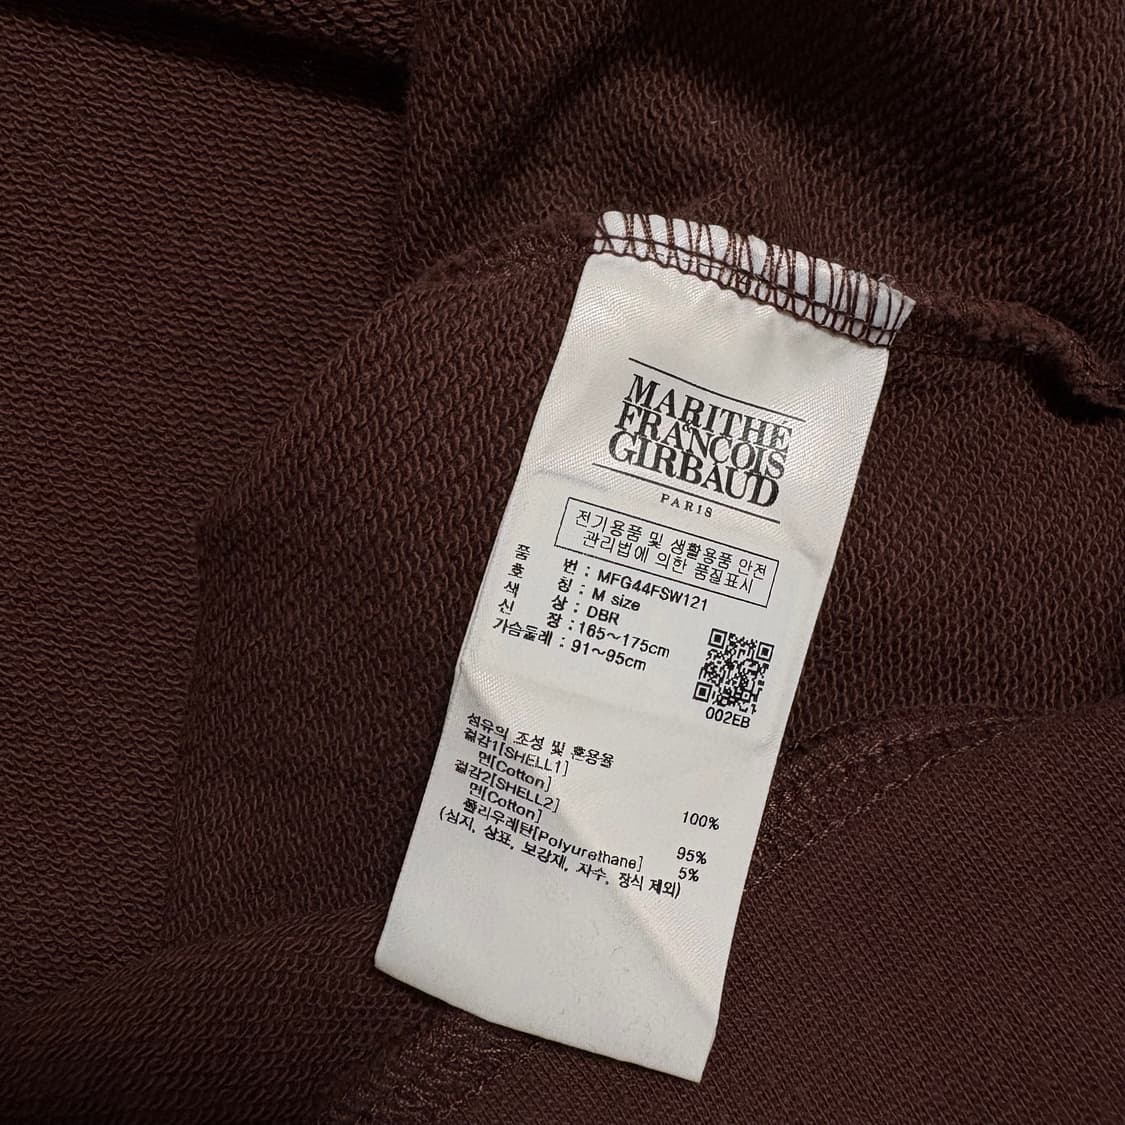 MARITHE
FRANCOIS
GIRBAUD
PARIS
전기용품 및 생활용품 안전
관리법에 의한 품질표시
품 번 : MFG44FSW121
호 칭 : M size
색 상 : DBR
신 장 : 165~175cm
가슴둘레 : 91~95cm
002EB
섬유의 조성 및 혼용율
겉감1[SHELL1]
면[Cotton] 100%
겉감2[SHELL2]
면[Cotton] 95%
폴리우레탄[Polyurethane] 5%
(심지, 상표, 보강재, 자수, 장식 제외)